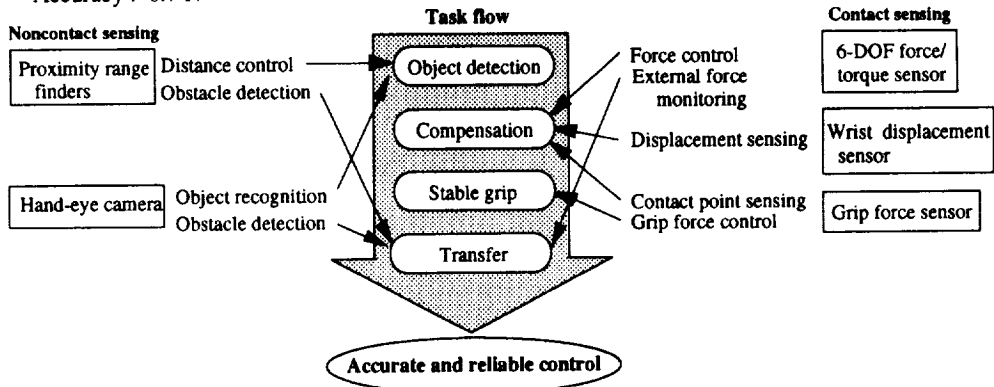 Task flow
Noncontact sensing
Contact sensing
Proximity range
finders
Distance control
Obstacle detection
Object detection
Force control
External force
monitoring
6-DOF force/
torque sensor
Compensation
Displacement sensing
Wrist displacement
sensor
Hand-eye camera
Object recognition
Obstacle detection
Stable grip
Contact point sensing
Grip force control
Grip force sensor
Transfer
Accurate and reliable control